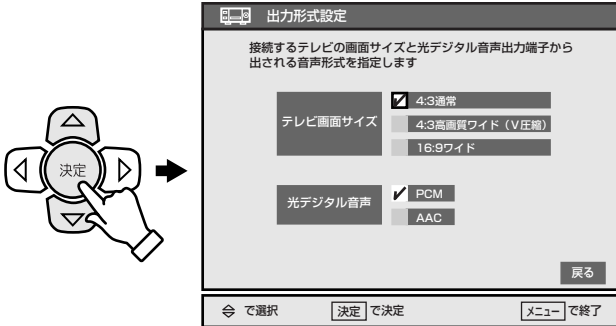 出力形式設定
接続するテレビの画面サイズと光デジタル音声出力端子から
出される音声形式を指定します
テレビ画面サイズ
4:3通常
4:3高画質ワイド（V圧縮）
16:9ワイド
決定
光デジタル音声
PCM
AAC
戻る
で選択 決定 で決定 メニュー で終了